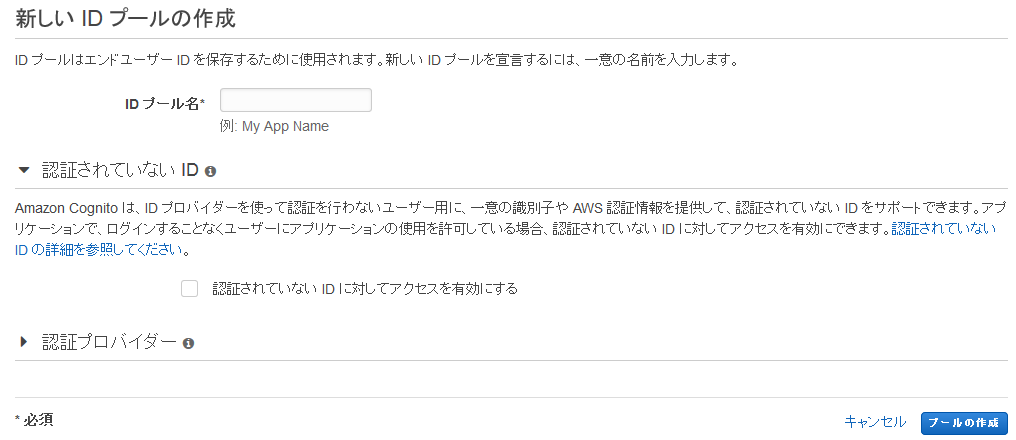 新しい ID プールの作成
ID プールはエンドユーザー ID を保存するために使用されます。新しい ID プールを宣言するには、一意の名前を入力します。
ID プール名*
例: My App Name
認証されていない ID
Amazon Cognito は、ID プロバイダーを使って認証を行わないユーザー用に、一意の識別子や AWS 認証情報を提供して、認証されていない ID をサポートできます。アプ
リケーションで、ログインすることなくユーザーにアプリケーションの使用を許可している場合、認証されていない ID に対してアクセスを有効にできます。認証されていない
ID の詳細を参照してください。
認証されていない ID に対してアクセスを有効にする
認証プロバイダー
* 必須
キャンセル プールの作成